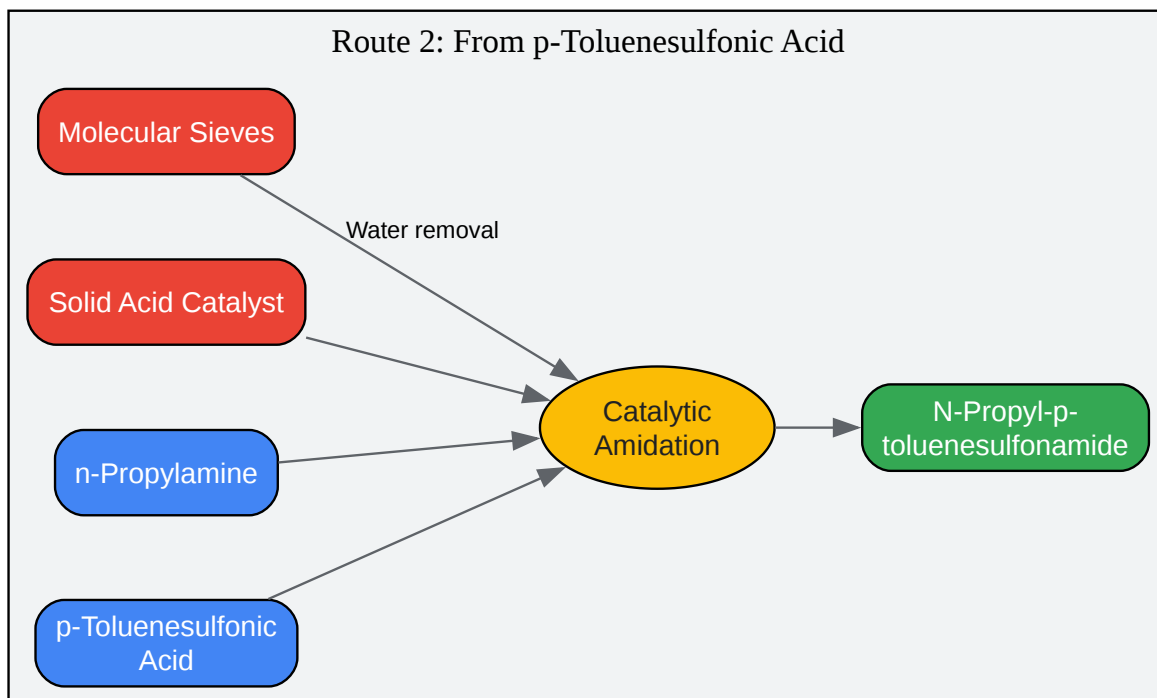 Route 2: From p-Toluenesulfonic Acid
Molecular Sieves
Water removal
Solid Acid Catalyst
Catalytic
Amidation
N-Propyl-p-
toluenesulfonamide
n-Propylamine
p-Toluenesulfonic
Acid